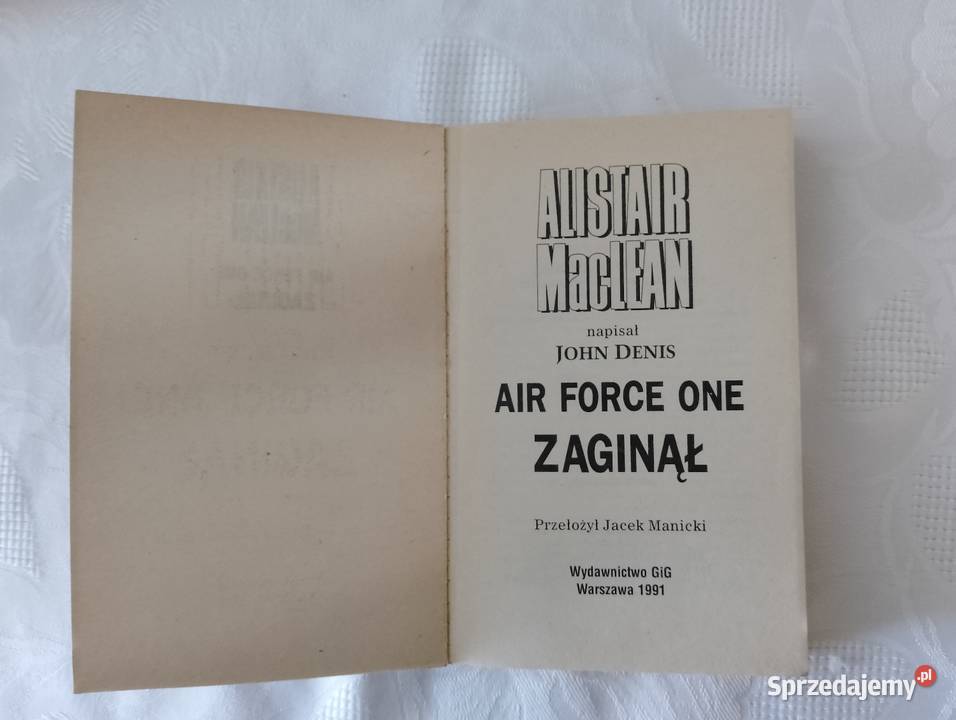 ALISTAIR
MacLEAN
napisał
JOHN DENIS
AIR FORCE ONE
ZAGINĄŁ
Przełożył Jacek Manicki
Wydawnictwo GiG
Warszawa 1991
Sprzedajemy.pl